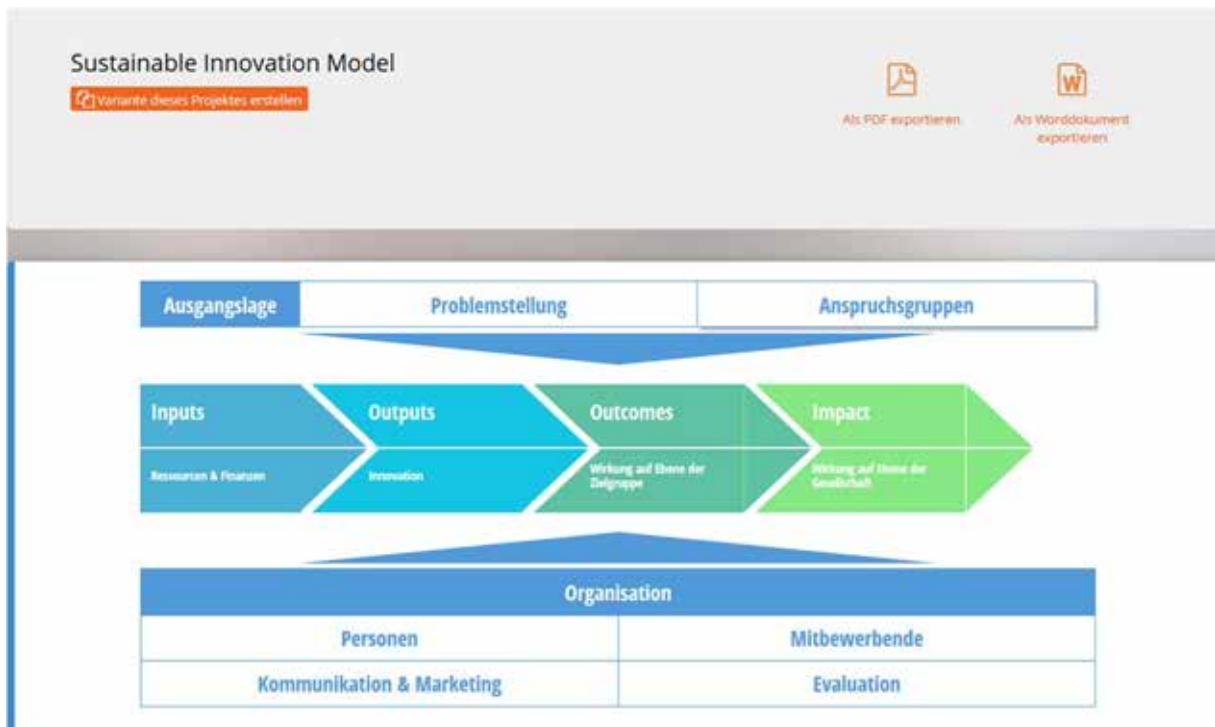 Sustainable Innovation Model
Variante dieses Projektes erstellen
Als PDF exportieren
Als Worddokument
exportieren
Ausgangslage
Problemstellung
Anspruchsgruppen
Inputs
Outputs
Outcomes
Impact
Ressourcen & Finanzen
Innovation
Wirkung auf Ebene der
Zielgruppe
Wirkung auf Ebene der
Gesellschaft
Organisation
Personen
Mitbewerbende
Kommunikation & Marketing
Evaluation